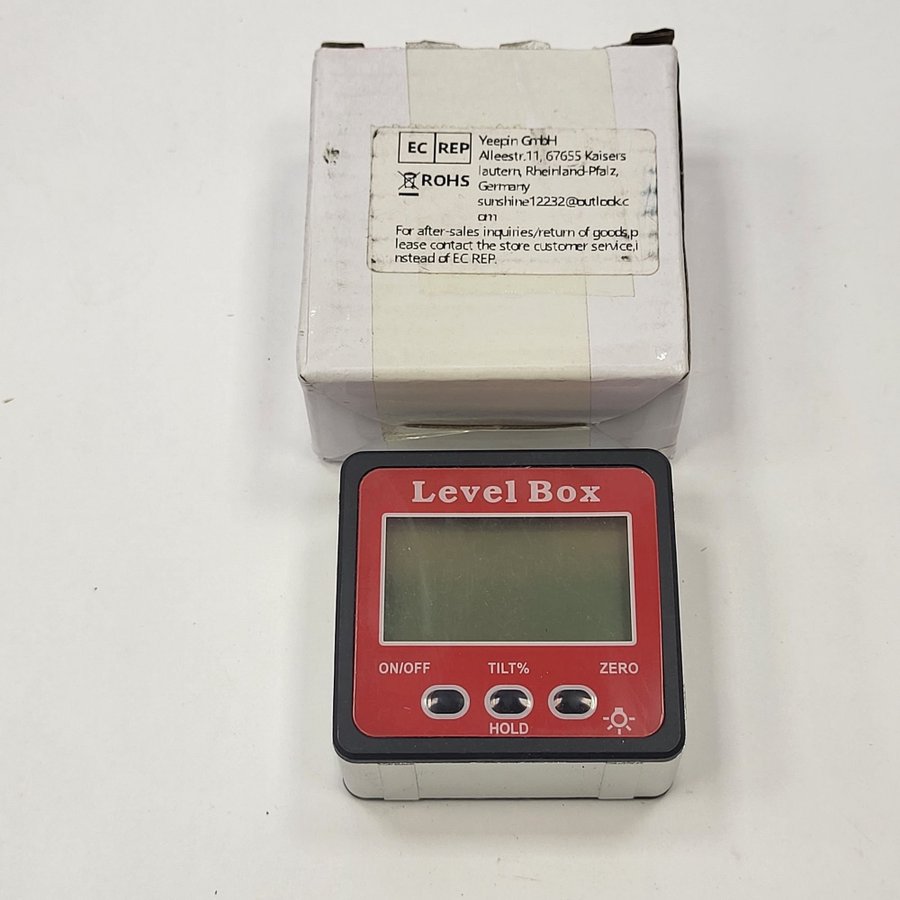 EC REP
ROHS
Yeepin GmbH
Alleestr.11, 67655 Kaisers
lautern, Rheinland-Pfalz,
Germany
sunshine12232@outlook.c
om
For after-sales inquiries/return of goods,p
lease contact the store customer service,i
nstead of EC REP.
Level Box
ON/OFF TILT% ZERO
HOLD